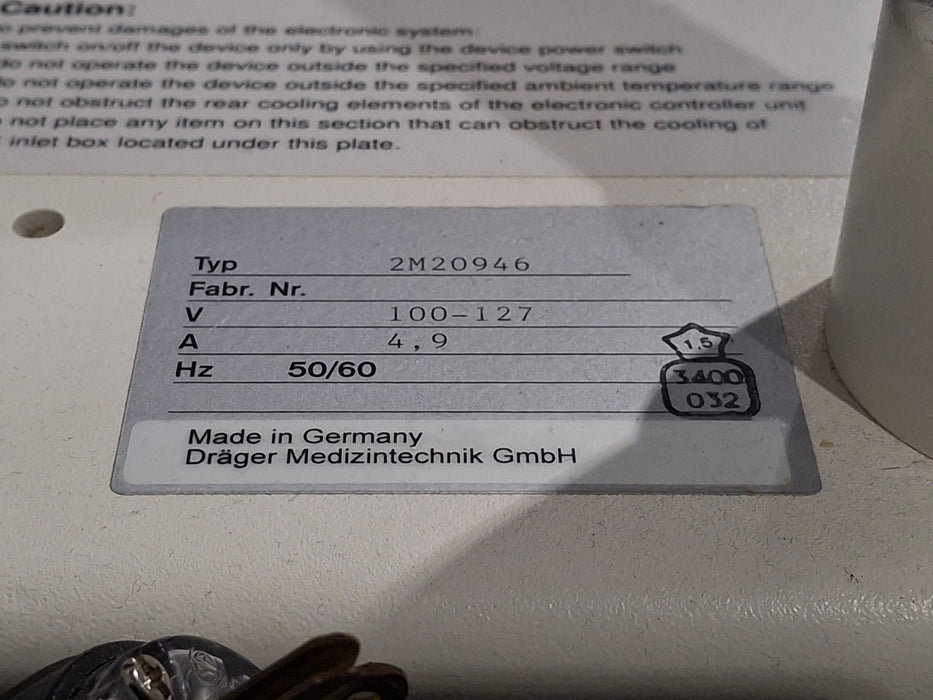 Caution:
prevent damages of the electronic system:
switch on/off the device only by using the device power switch
do not operate the device outside the specified voltage range
do not operate the device outside the specified ambient temperature range
not obstruct the rear cooling elements of the electronic controller unit
not place any item on this section that can obstruct the cooling of
inlet box located under this plate.
Typ 2M20946
Fabr. Nr.
V 100-127
A 4,9
Hz 50/60
1.5
3400
032
Made in Germany
Dräger Medizintechnik GmbH